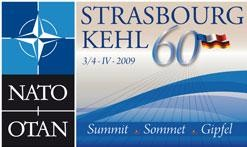 STRASBOURG
KEHL 60
3/4 · IV · 2009
NATO
OTAN
Summit . Sommet . Gipfel